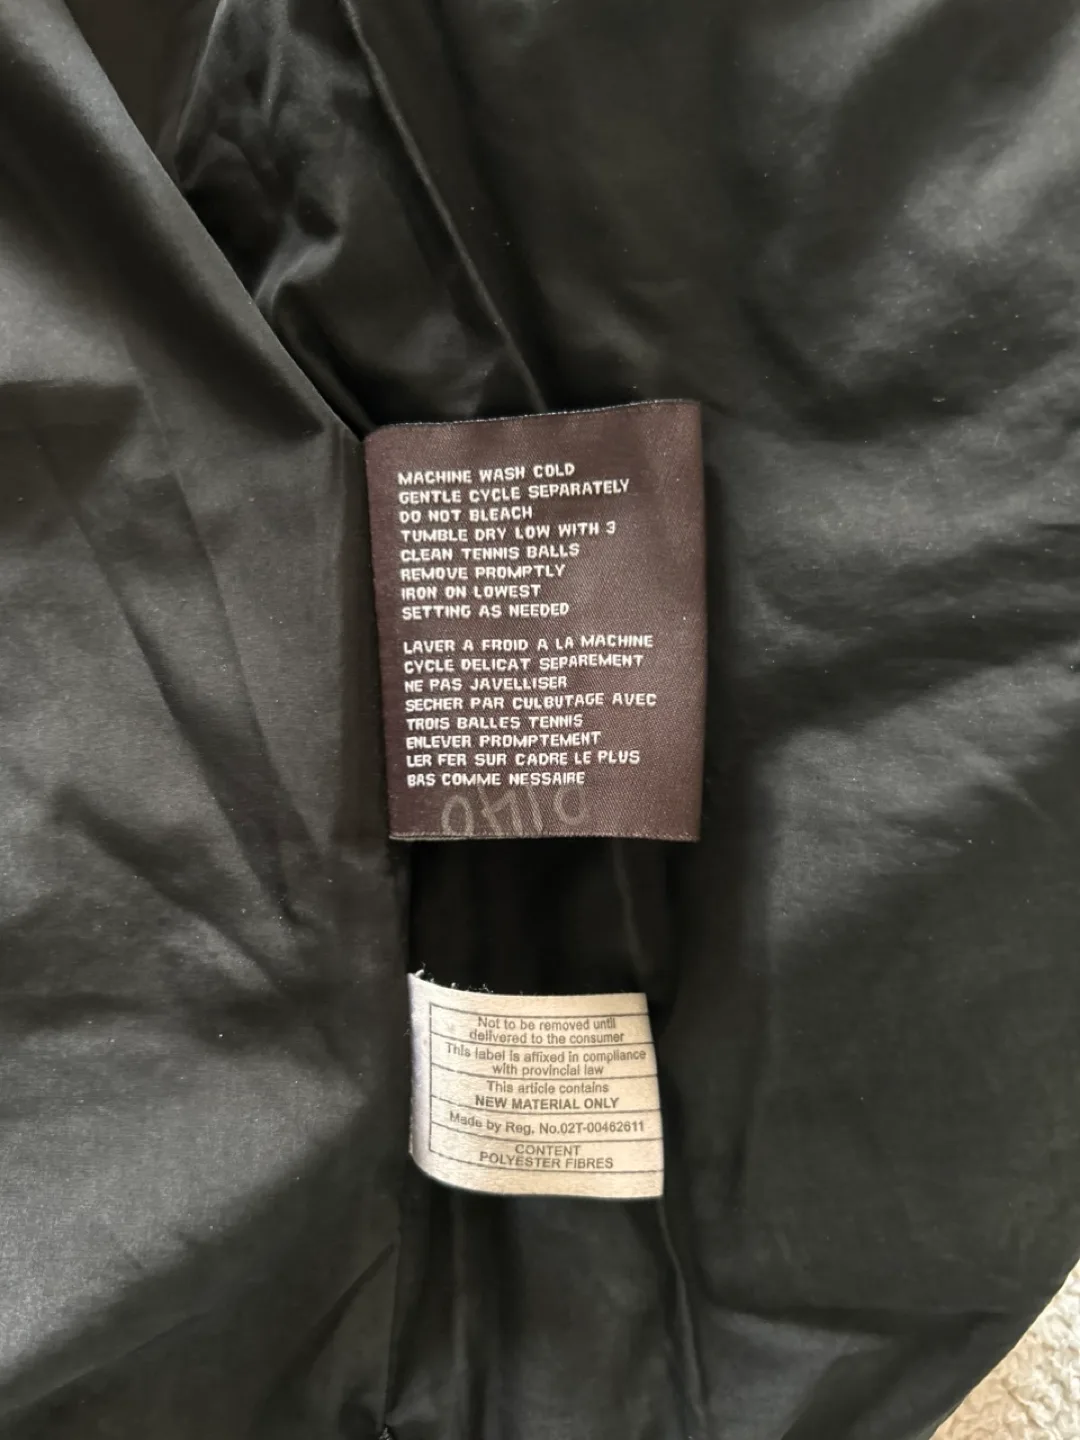 MACHINE WASH COLD
GENTLE CYCLE SEPARATELY
DO NOT BLEACH
TUMBLE DRY LOW WITH 3
CLEAN TENNIS BALLS
REMOVE PROMPTLY
IRON ON LOWEST
SETTING AS NEEDED
LAVER A FROID A LA MACHINE
CYCLE DELICAT SEPAREMENT
NE PAS JAVELLISER
SECHER PAR CULBUTAGE AVEC
TROIS BALLES TENNIS
ENLEVER PROMPTEMENT
LER FER SUR CADRE LE PLUS
BAS COMME NESSAIRE
Not to be removed until
delivered to the consumer
This label is affixed in compliance
with provincial law
This article contains
NEW MATERIAL ONLY
Made by Reg. No.02T-00462611
CONTENT
POLYESTER FIBRES